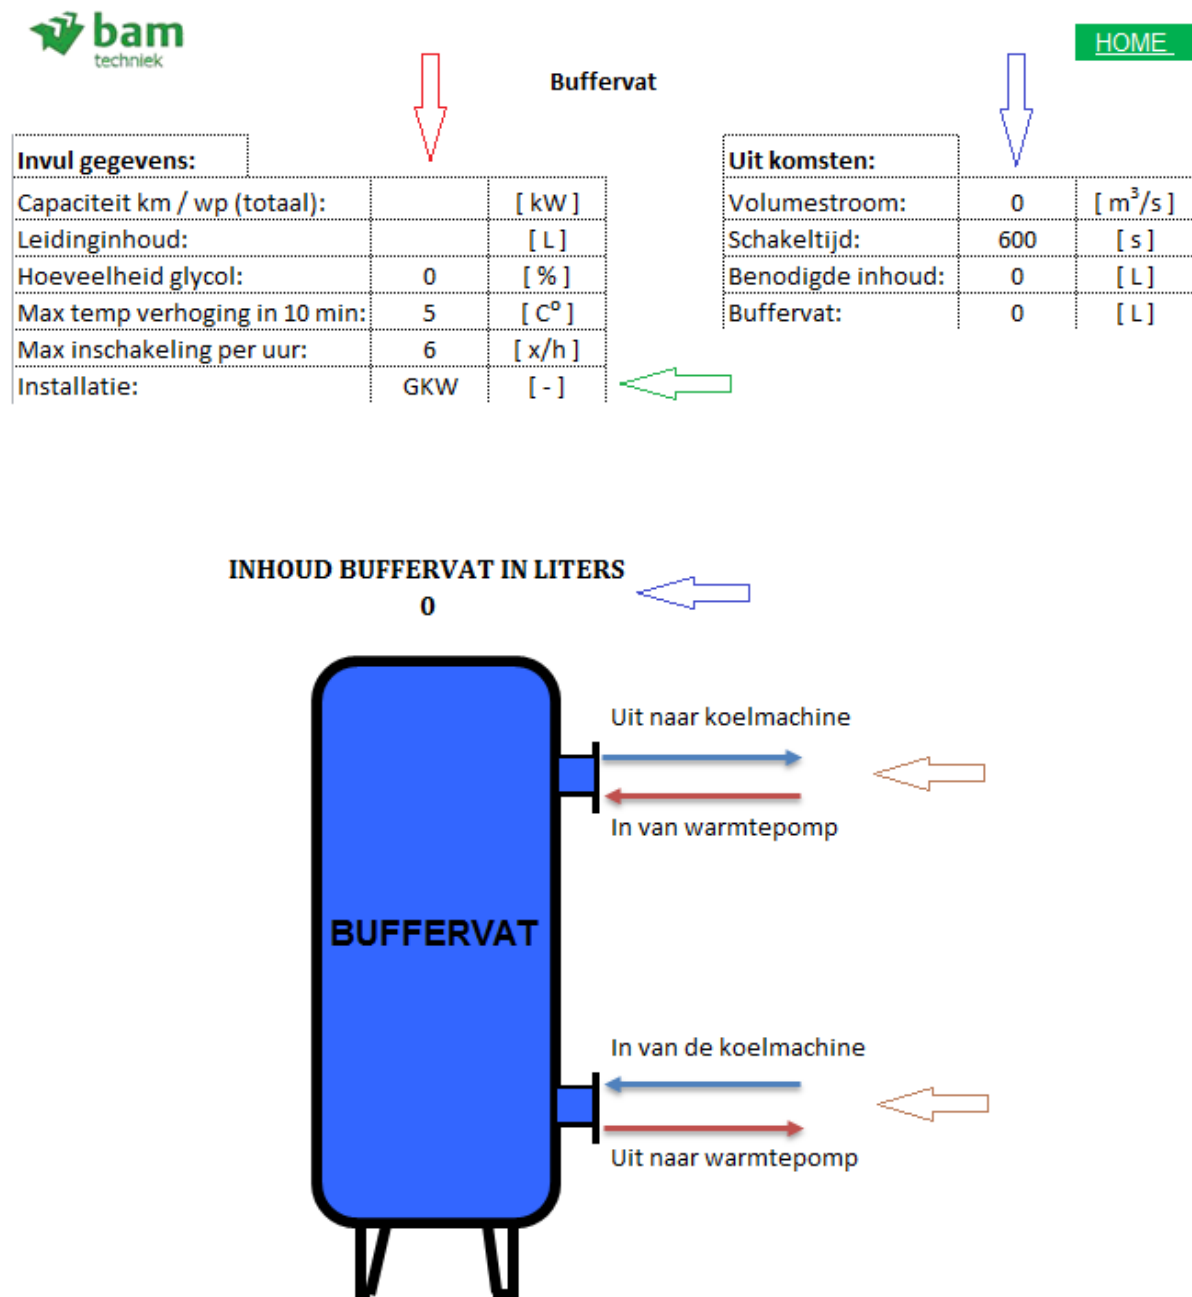 bam
techniek
HOME
Buffervat
Invul gegevens:
Capaciteit km / wp (totaal): [ kW ]
Leidinginhoud: [ L ]
Hoeveelheid glycol: 0 [ % ]
Max temp verhoging in 10 min: 5 [ C° ]
Max inschakeling per uur: 6 [ x/h ]
Installatie: GKW [ - ]
Uit komsten:
Volumestroom: 0 [ m³/s ]
Schakeltijd: 600 [ s ]
Benodigde inhoud: 0 [ L ]
Buffervat: 0 [ L ]
INHOUD BUFFERVAT IN LITERS
0
Uit naar koelmachine
In van warmtepomp
BUFFERVAT
In van de koelmachine
Uit naar warmtepomp